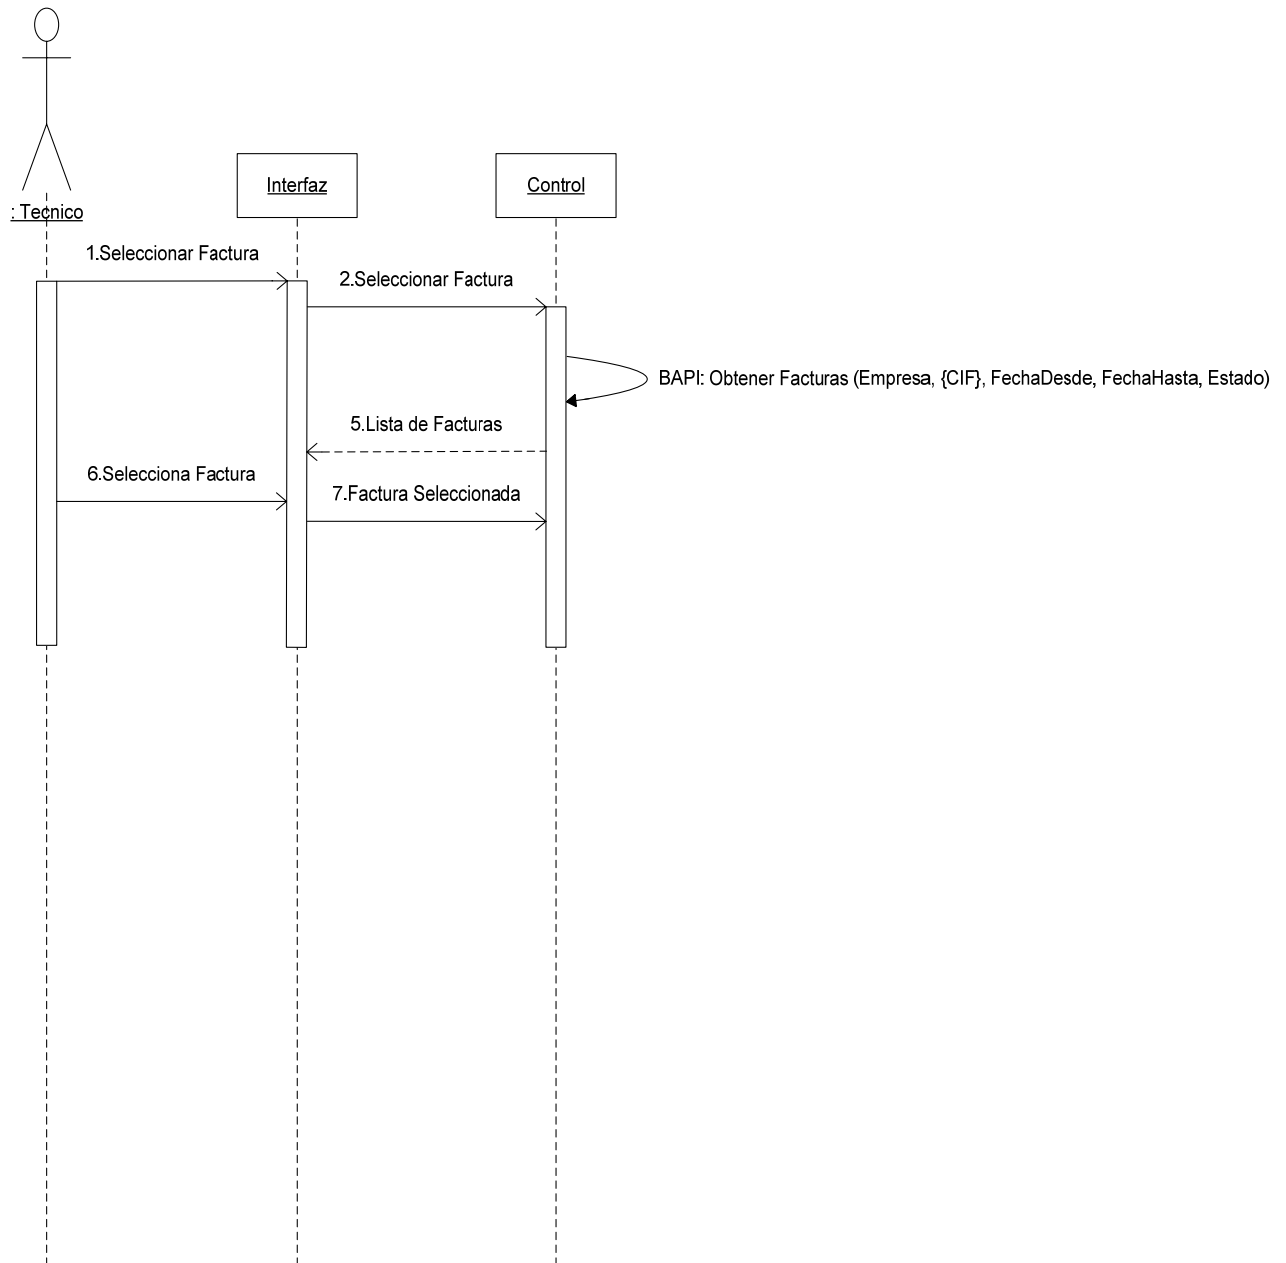 Interfaz
Control
: Tecnico
1.Seleccionar Factura
2.Seleccionar Factura
BAPI: Obtener Facturas (Empresa, {CIF}, FechaDesde, FechaHasta, Estado)
5.Lista de Facturas
6.Selecciona Factura
7.Factura Seleccionada